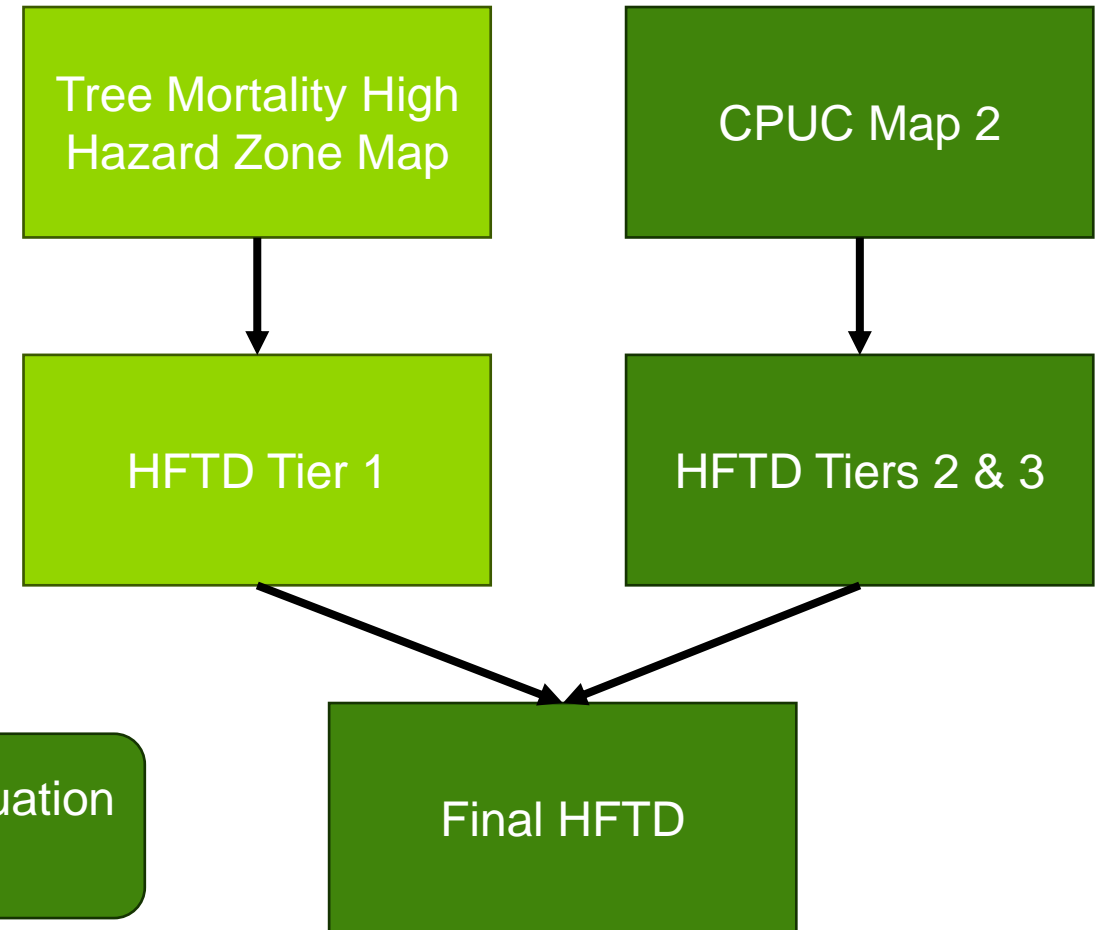 Tree Mortality High
Hazard Zone Map
CPUC Map 2
HFTD Tier 1
HFTD Tiers 2 & 3
Final HFTD